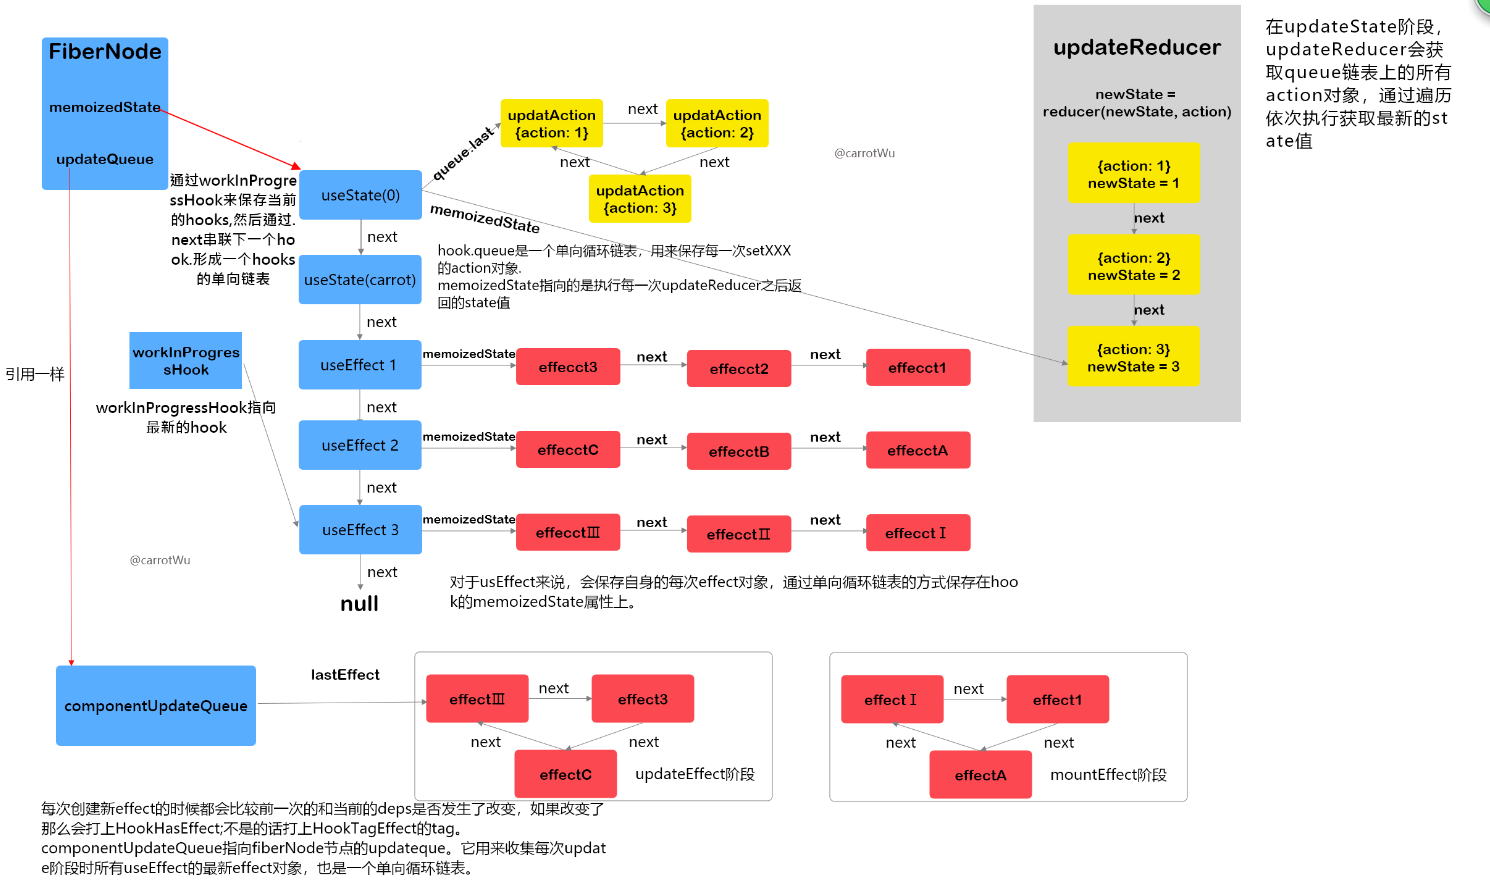 FiberNode
memoizedState
updateQueue
通过workInProgre
ssHook来保存当前
的hooks,然后通过.
next串联下一个ho
ok.形成一个hooks
的单向链表
useState(0)
next
useState(carrot)
next
useEffect 1
next
useEffect 2
next
useEffect 3
next
null
queue.last
memoizedState
updatAction
{action: 1}
next
updatAction
{action: 2}
next
next
updatAction
{action: 3}
@carrotWu
hook.queue是一个单向循环链表，用来保存每一次setXXX
的action对象.
memoizedState指向的是执行每一次updateReducer之后返
回的state值
updateReducer
newState =
reducer(newState, action)
{action: 1}
newState = 1
next
{action: 2}
newState = 2
next
{action: 3}
newState = 3
在updateState阶段，
updateReducer会获
取queue链表上的所有
action对象，通过遍历
依次执行获取最新的st
ate值
引用一样
workInProgres
sHook
workInProgressHook指向
最新的hook
memoizedState
effecct3
next
effecct2
next
effecct1
memoizedState
effecctC
next
effecctB
next
effecctA
memoizedState
effecctⅢ
next
effecctⅡ
next
effecctⅠ
@carrotWu
对于usEffect来说，会保存自身的每次effect对象，通过单向循环链表的方式保存在hoo
k的memoizedState属性上。
componentUpdateQueue
lastEffect
effectⅢ
next
effect3
next
next
effectC
updateEffect阶段
effectⅠ
next
effect1
next
next
effectA
mountEffect阶段
每次创建新effect的时候都会比较前一次的和当前的deps是否发生了改变，如果改变了
那么会打上HookHasEffect;不是的话打上HookTagEffect的tag。
componentUpdateQueue指向fiberNode节点的updateque。它用来收集每次updat
e阶段时所有useEffect的最新effect对象，也是一个单向循环链表。